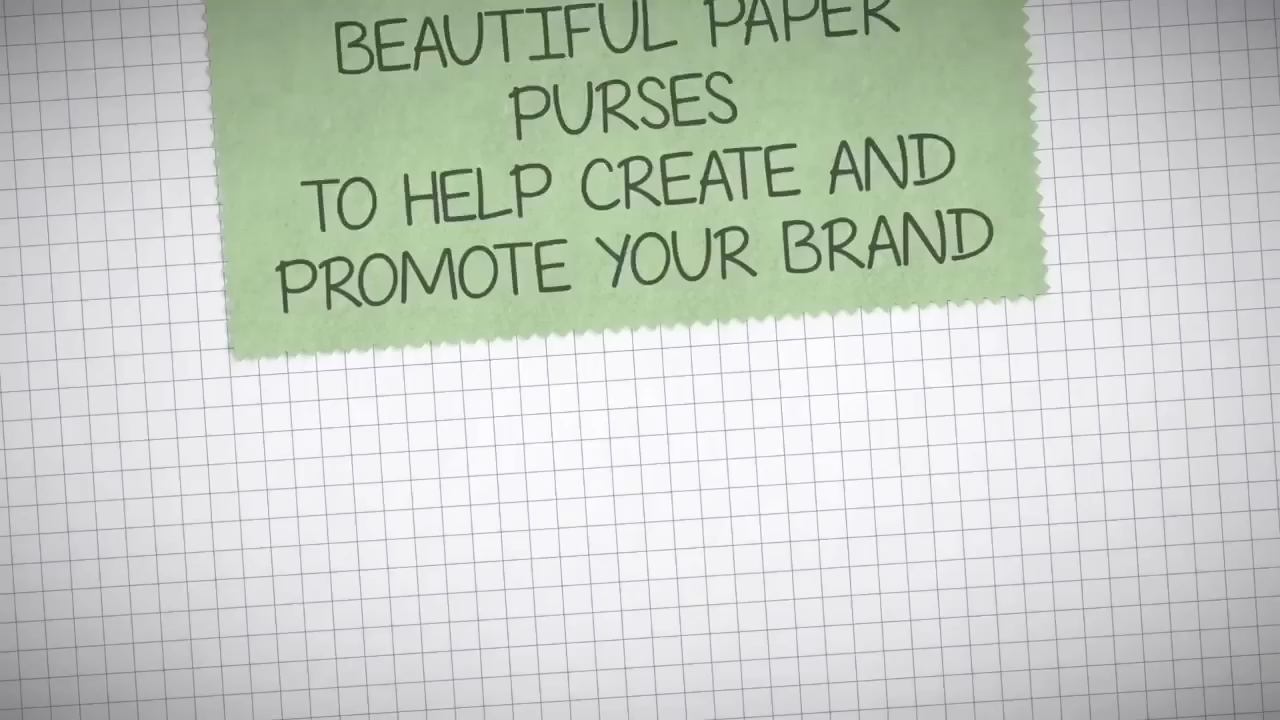 BEAUTIFUL PAPER
PURSES
TO HELP CREATE AND
PROMOTE YOUR BRAND